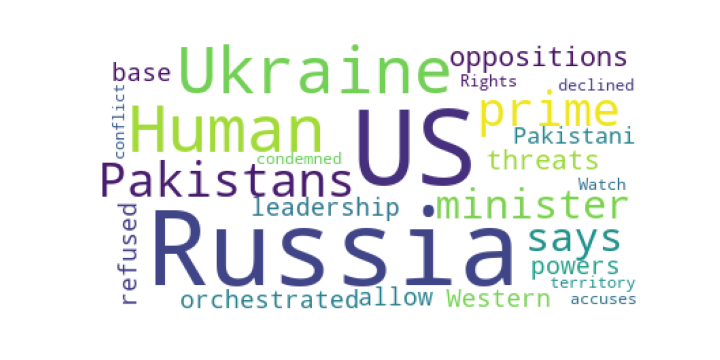 Ukraine
oppositions
base
Rights
declined
conflict
Human
US
prime
Pakistani
condemned
threats
Pakistans
Watch
leadership
minister
refused
Russia
says
powers
territory
orchestrated
allow
Western
accuses